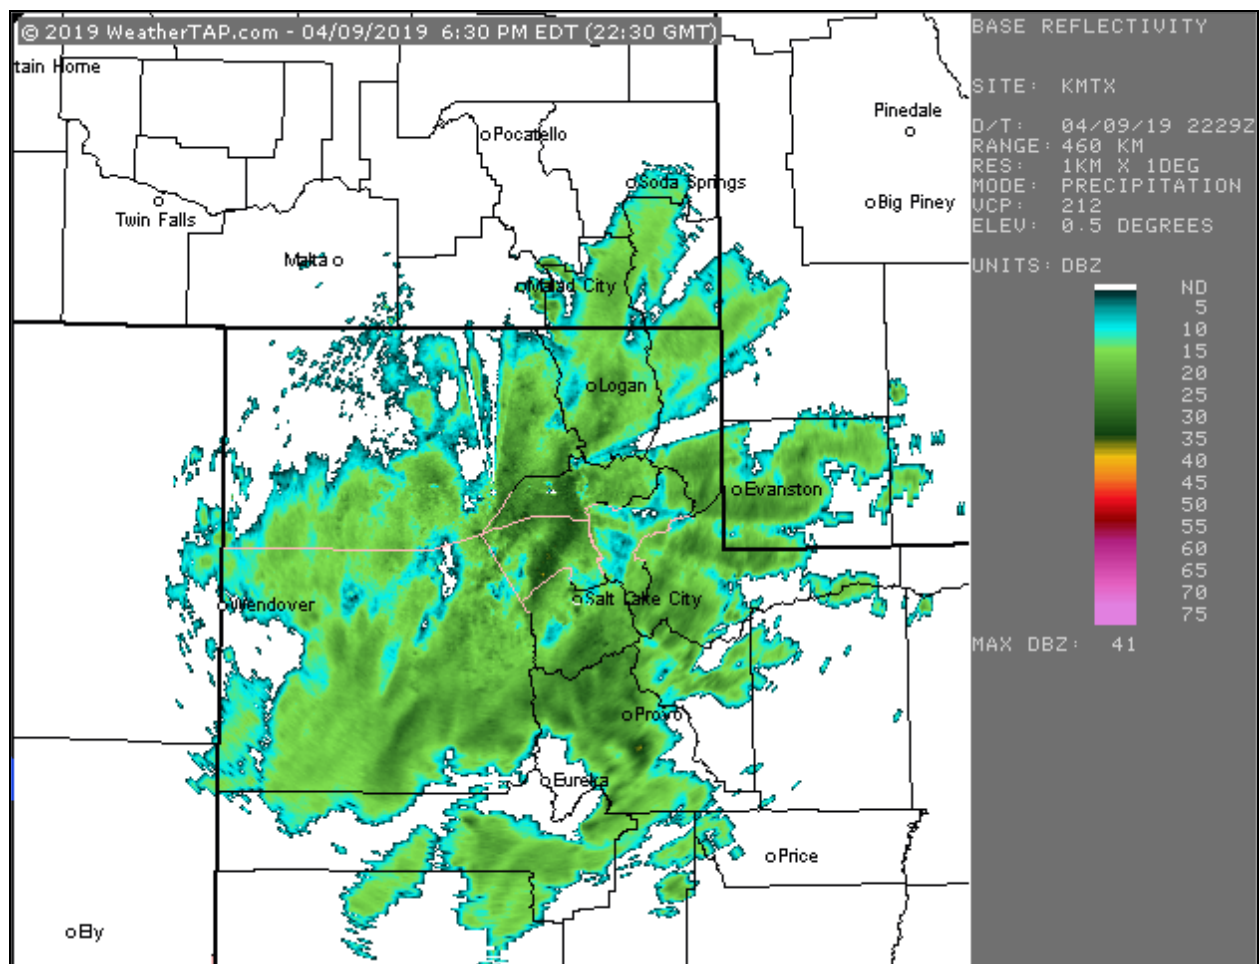 © 2019 WeatherTAP.com - 04/09/2019 6:30 PM EDT (22:30 GMT)
tain Home
Pocatello
Pinedale
Soda Springs
Twin Falls
Big Piney
Malta
Malad City
Logan
Evanston
Wendover
Salt Lake City
Provo
Eureka
Price
Ely
BASE REFLECTIVITY
SITE: KMTX
D/T: 04/09/19 2229Z
RANGE: 460 KM
RES: 1KM X 1DEG
MODE: PRECIPITATION
VCP: 212
ELEV: 0.5 DEGREES
UNITS: DBZ
ND
5
10
15
20
25
30
35
40
45
50
55
60
65
70
75
MAX DBZ: 41